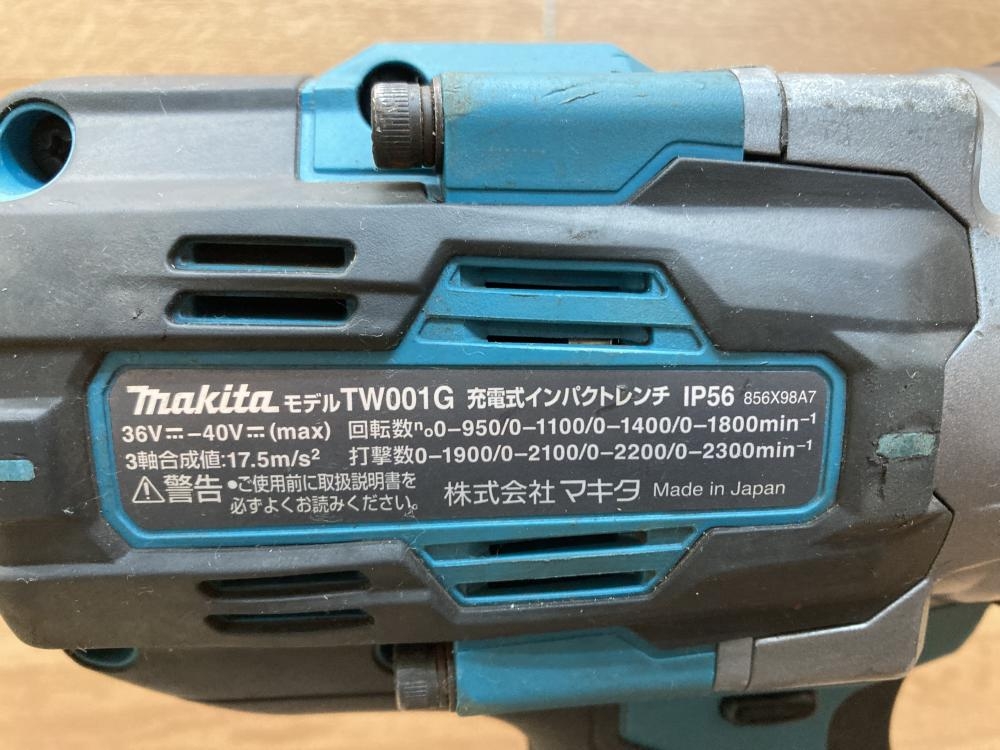 makita モデルTW001G 充電式インパクトレンチ IP56 856X98A7
36V⎓-40V⎓(max) 回転数n₀0-950/0-1100/0-1400/0-1800min⁻¹
3軸合成値:17.5m/s² 打撃数0-1900/0-2100/0-2200/0-2300min⁻¹
⚠警告 •ご使用前に取扱説明書を
必ずよくお読みください。
株式会社マキタ Made in Japan